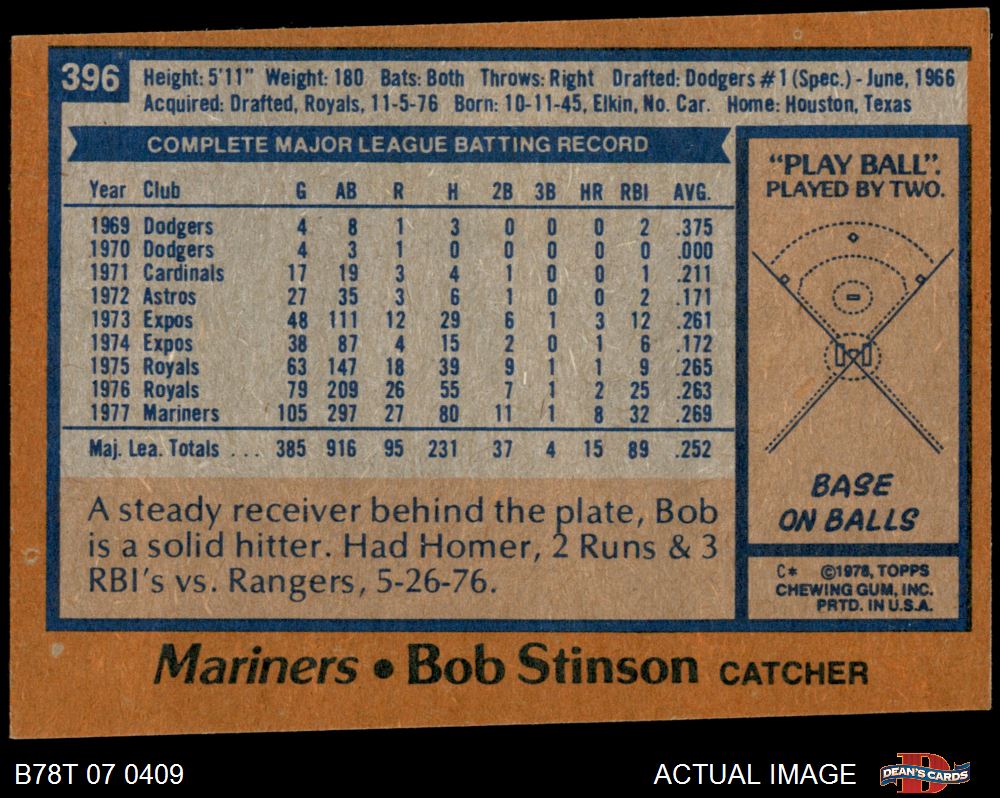 396
Height: 5'11" Weight: 180 Bats: Both Throws: Right Drafted: Dodgers #1 (Spec.) - June, 1966
Acquired: Drafted, Royals, 11-5-76 Born: 10-11-45, Elkin, No. Car. Home: Houston, Texas
COMPLETE MAJOR LEAGUE BATTING RECORD
Year Club G AB R H 2B 3B HR RBI AVG.
1969 Dodgers 4 8 1 3 0 0 0 2 .375
1970 Dodgers 4 3 1 0 0 0 0 0 .000
1971 Cardinals 17 19 3 4 1 0 0 1 .211
1972 Astros 27 35 3 6 1 0 0 2 .171
1973 Expos 48 111 12 29 6 1 3 12 .261
1974 Expos 38 87 4 15 2 0 1 6 .172
1975 Royals 63 147 18 39 9 1 1 9 .265
1976 Royals 79 209 26 55 7 1 2 25 .263
1977 Mariners 105 297 27 80 11 1 8 32 .269
Maj. Lea. Totals ... 385 916 95 231 37 4 15 89 .252
A steady receiver behind the plate, Bob
is a solid hitter. Had Homer, 2 Runs & 3
RBI's vs. Rangers, 5-26-76.
"PLAY BALL".
PLAYED BY TWO.
BASE
ON BALLS
C* ©1978, TOPPS
CHEWING GUM, INC.
PRTD. IN U.S.A.
Mariners • Bob Stinson CATCHER
B78T 07 0409
ACTUAL IMAGE
DEAN'S CARDS